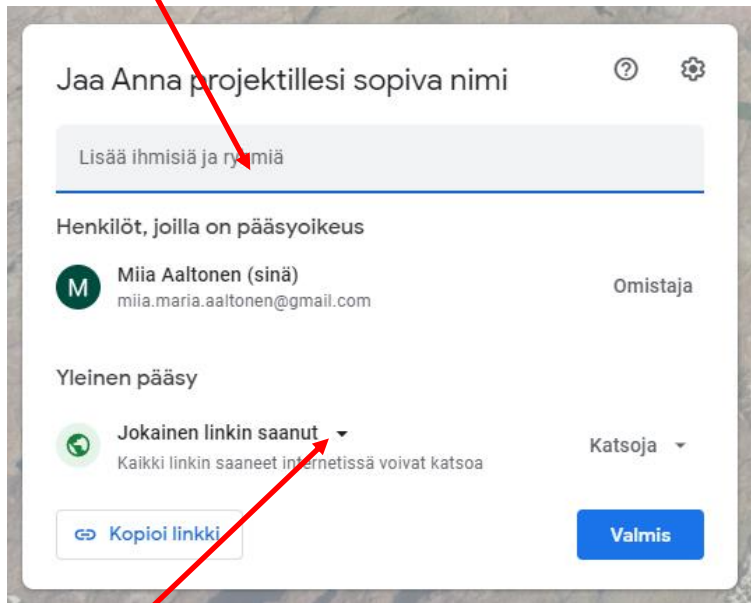 Jaa Anna projektillesi sopiva nimi
Lisää ihmisiä ja ryhmiä
Henkilöt, joilla on pääsyoikeus
M Miia Aaltonen (sinä) Omistaja
miia.maria.aaltonen@gmail.com
Yleinen pääsy
Jokainen linkin saanut
Kaikki linkin saaneet internetissä voivat katsoa Katsoja
Kopioi linkki Valmis